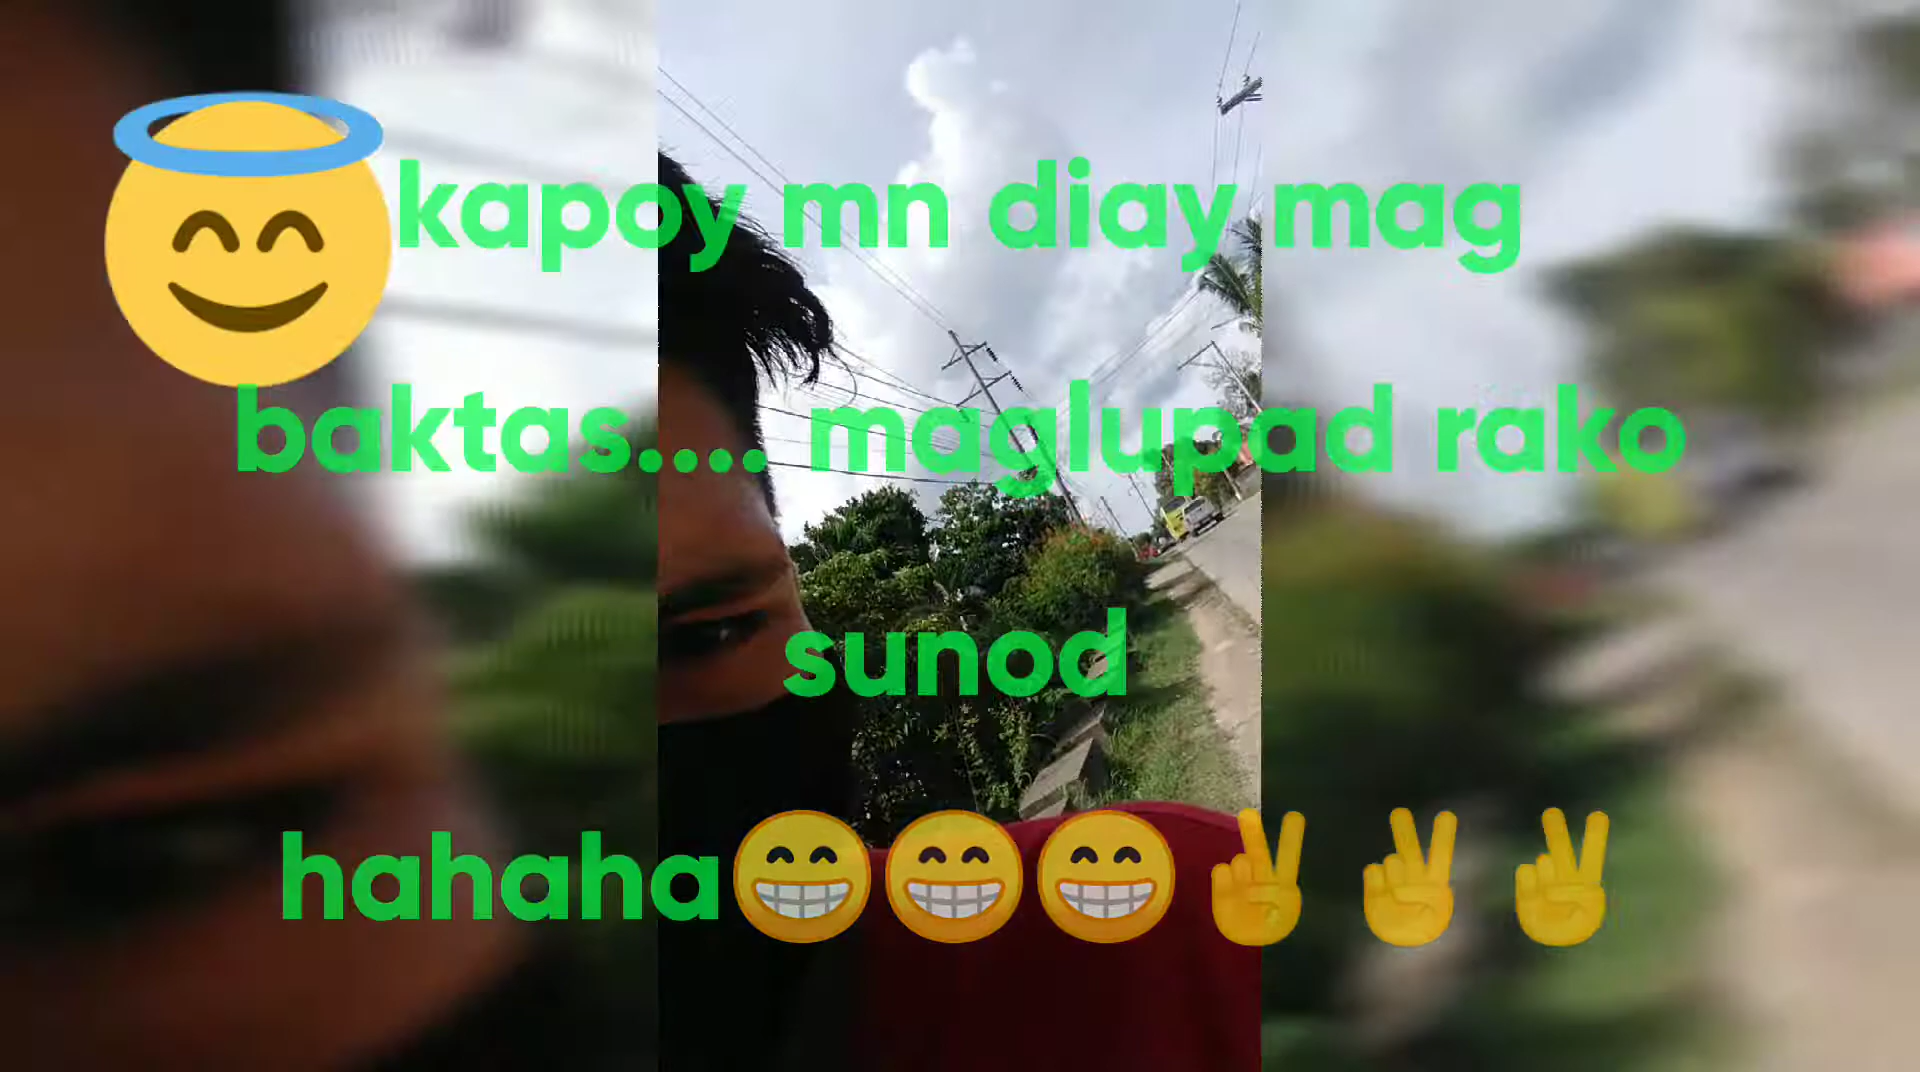 😇kapoy mn diay mag
baktas.... maglupad rako
sunod
hahaha😁😁😁✌✌✌